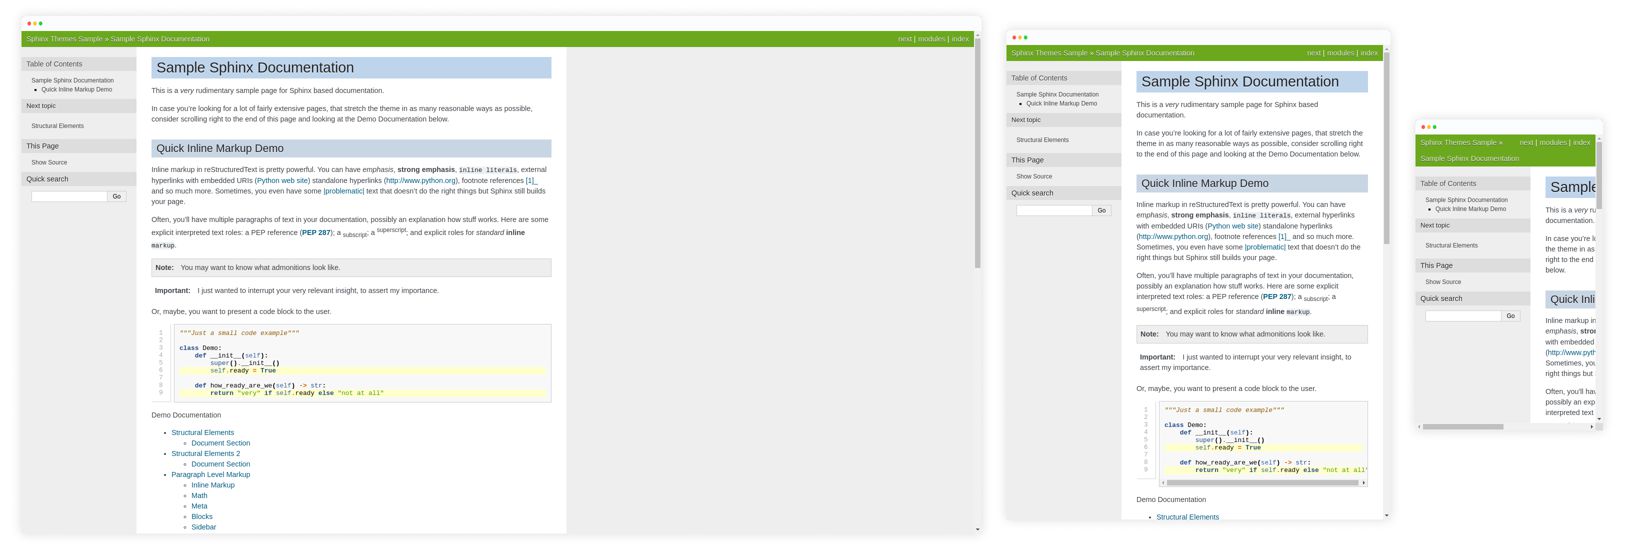 Sphinx Themes Sample » Sample Sphinx Documentation
next | modules | index
Table of Contents
Sample Sphinx Documentation
Quick Inline Markup Demo
Next topic
Structural Elements
This Page
Show Source
Quick search
Go
Sample Sphinx Documentation
This is a very rudimentary sample page for Sphinx based documentation.
In case you're looking for a lot of fairly extensive pages, that stretch the theme in as many reasonable ways as possible,
consider scrolling right to the end of this page and looking at the Demo Documentation below.
Quick Inline Markup Demo
Inline markup in reStructuredText is pretty powerful. You can have emphasis, strong emphasis, inline literals, external
hyperlinks with embedded URIs (Python web site) standalone hyperlinks (http://www.python.org), footnote references [1]_
and so much more. Sometimes, you even have some |problematic| text that doesn't do the right things but Sphinx still builds
your page.
Often, you'll have multiple paragraphs of text in your documentation, possibly an explanation how stuff works. Here are some
explicit interpreted text roles: a PEP reference (PEP 287); a subscript; a superscript; and explicit roles for standard inline
markup.
Note: You may want to know what admonitions look like.
Important: I just wanted to interrupt your very relevant insight, to assert my importance.
Or, maybe, you want to present a code block to the user.
1 """Just a small code example"""
2
3 class Demo:
4 def __init__(self):
5 super().__init__()
6 self.ready = True
7
8 def how_ready_are_we(self) -> str:
9 return "very" if self.ready else "not at all"
Demo Documentation
Structural Elements
Document Section
Structural Elements 2
Document Section
Paragraph Level Markup
Inline Markup
Math
Meta
Blocks
Sidebar
Sphinx Themes Sample » Sample Sphinx Documentation
next | modules | index
Table of Contents
Sample Sphinx Documentation
Quick Inline Markup Demo
Next topic
Structural Elements
This Page
Show Source
Quick search
Go
Sample Sphinx Documentation
This is a very rudimentary sample page for Sphinx based
documentation.
In case you're looking for a lot of fairly extensive pages, that stretch the
theme in as many reasonable ways as possible, consider scrolling right
to the end of this page and looking at the Demo Documentation below.
Quick Inline Markup Demo
Inline markup in reStructuredText is pretty powerful. You can have
emphasis, strong emphasis, inline literals, external hyperlinks
with embedded URIs (Python web site) standalone hyperlinks
(http://www.python.org), footnote references [1]_ and so much more.
Sometimes, you even have some |problematic| text that doesn't do the
right things but Sphinx still builds your page.
Often, you'll have multiple paragraphs of text in your documentation,
possibly an explanation how stuff works. Here are some explicit
interpreted text roles: a PEP reference (PEP 287); a subscript; a
superscript; and explicit roles for standard inline markup.
Note: You may want to know what admonitions look like.
Important: I just wanted to interrupt your very relevant insight, to
assert my importance.
Or, maybe, you want to present a code block to the user.
1 """Just a small code example"""
2
3 class Demo:
4 def __init__(self):
5 super().__init__()
6 self.ready = True
7
8 def how_ready_are_we(self) -> str:
9 return "very" if self.ready else "not at all"
Demo Documentation
Structural Elements
Sphinx Themes Sample »
next | modules | index
Sample Sphinx Documentation
Table of Contents
Sample Sphinx Documentation
Quick Inline Markup Demo
Next topic
Structural Elements
This Page
Show Source
Quick search
Go
Sample
This is a very ru
documentation.
In case you're lo
the theme in as
right to the end
below.
Quick Inli
Inline markup in
emphasis, stron
with embedded
(http://www.pyth
Sometimes, you
right things but
Often, you'll hav
possibly an exp
interpreted text